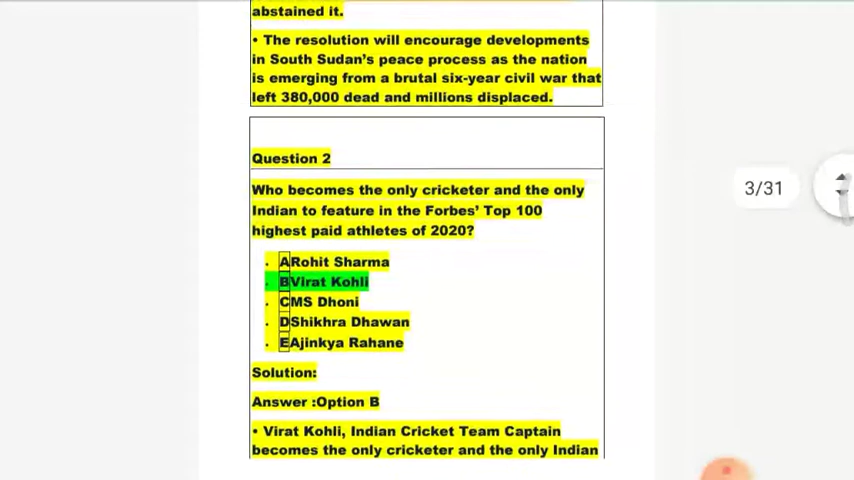 abstained it.
• The resolution will encourage developments
in South Sudan's peace process as the nation
is emerging from a brutal six-year civil war that
left 380,000 dead and millions displaced.
Question 2
Who becomes the only cricketer and the only
Indian to feature in the Forbes' Top 100
highest paid athletes of 2020?
. ARohit Sharma
. BVirat Kohli
. CMS Dhoni
. DShikhra Dhawan
. EAjinkya Rahane
Solution:
Answer :Option B
• Virat Kohli, Indian Cricket Team Captain
becomes the only cricketer and the only Indian
3/31